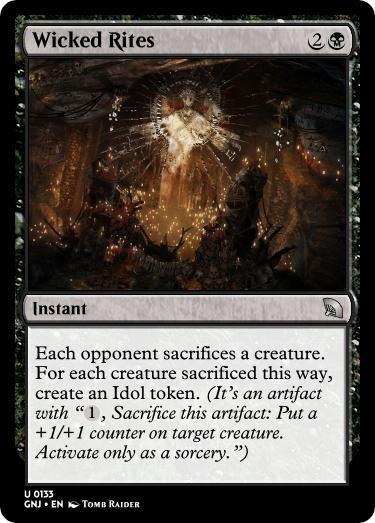 Wicked Rites 2
Instant
Each opponent sacrifices a creature.
For each creature sacrificed this way,
create an Idol token. (It's an artifact
with “1, Sacrifice this artifact: Put a
+1/+1 counter on target creature.
Activate only as a sorcery.”)
U 0133
GNJ • EN Tomb Raider